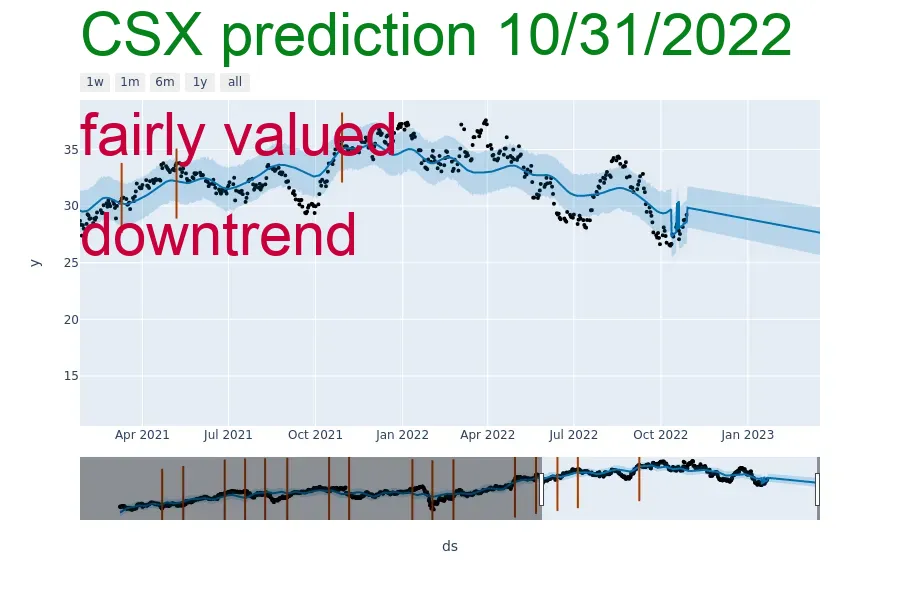 CSX prediction 10/31/2022
1w 1m 6m 1y all
fairly valued
35
30
downtrend
25
y
20
15
Apr 2021 Jul 2021 Oct 2021 Jan 2022 Apr 2022 Jul 2022 Oct 2022 Jan 2023
ds